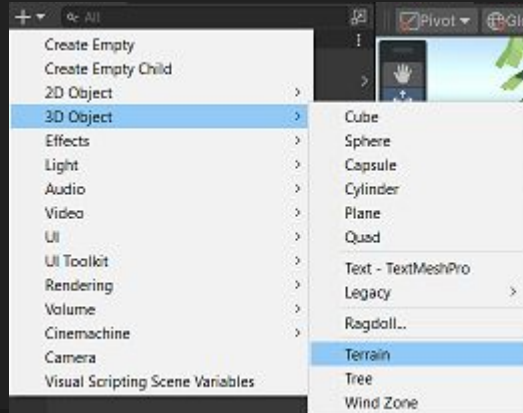 All
Pivot
Create Empty
Create Empty Child
2D Object
3D Object
Effects
Light
Audio
Video
UI
UI Toolkit
Rendering
Volume
Cinemachine
Camera
Visual Scripting Scene Variables
Cube
Sphere
Capsule
Cylinder
Plane
Quad
Text - TextMeshPro
Legacy
Ragdoll...
Terrain
Tree
Wind Zone